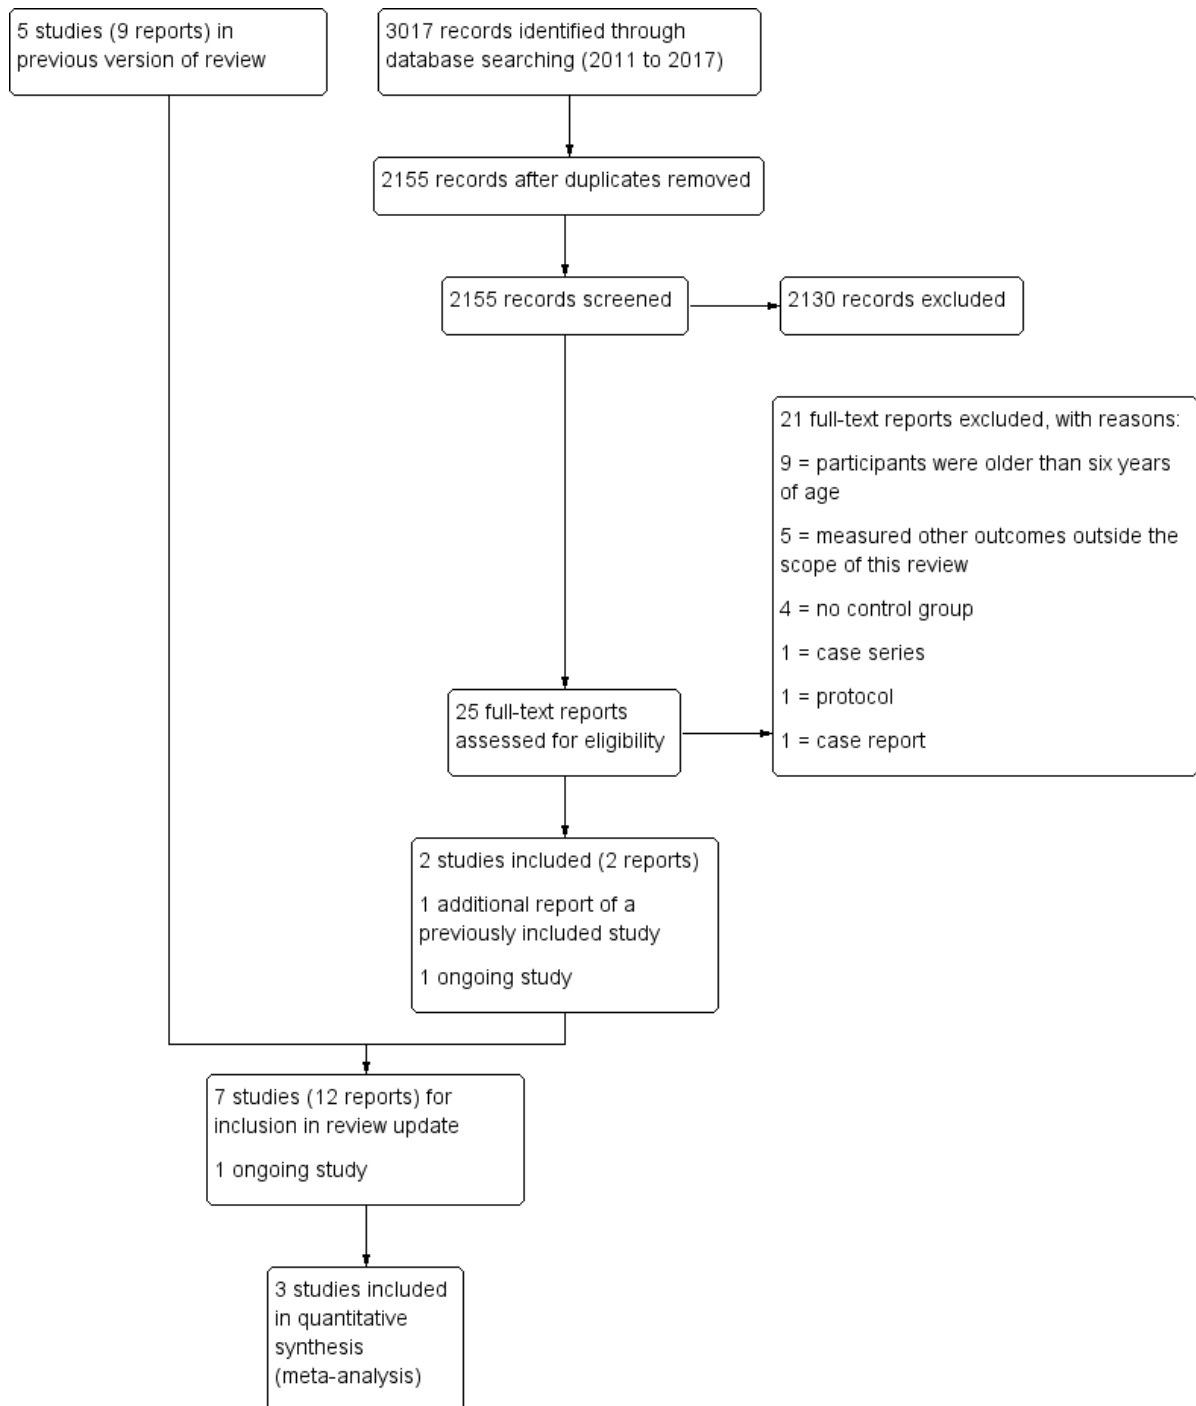 5 studies (9 reports) in
previous version of review
3017 records identified through
database searching (2011 to 2017)
2155 records after duplicates removed
2155 records screened
2130 records excluded
21 full-text reports excluded, with reasons:
9 = participants were older than six years
of age
5 = measured other outcomes outside the
scope of this review
4 = no control group
1 = case series
1 = protocol
1 = case report
25 full-text reports
assessed for eligibility
2 studies included (2 reports)
1 additional report of a
previously included study
1 ongoing study
7 studies (12 reports) for
inclusion in review update
1 ongoing study
3 studies included
in quantitative
synthesis
(meta-analysis)